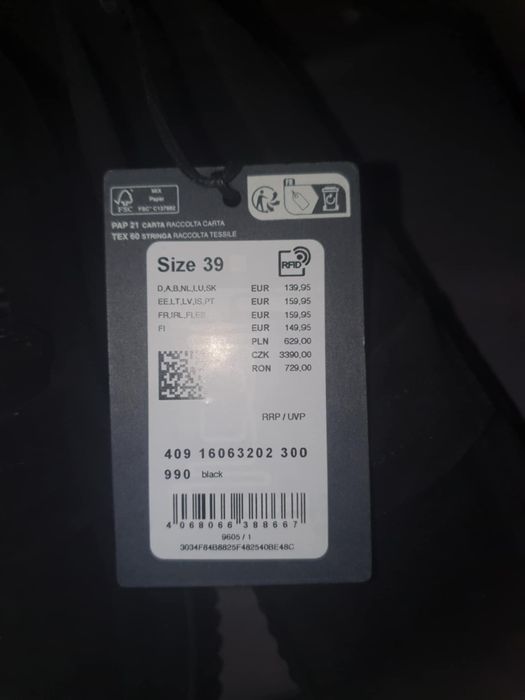 MIX
Papier
FSC
FSC® C137682
FR
PAP 21 CARTA RACCOLTA CARTA
TEX 60 STRINGA RACCOLTA TESSILE
Size 39
RFID
D,A,B,NL,LU,SK EUR 139,95
EE,LT,LV,IS,PT EUR 159,95
FR,IRL,FL,ES EUR 159,95
FI EUR 149,95
PLN 629,00
CZK 3390,00
RON 729,00
RRP / UVP
409 16063202 300
990 black
4 068066 388667
9605 / 1
3034F84B8825F482540BE48C